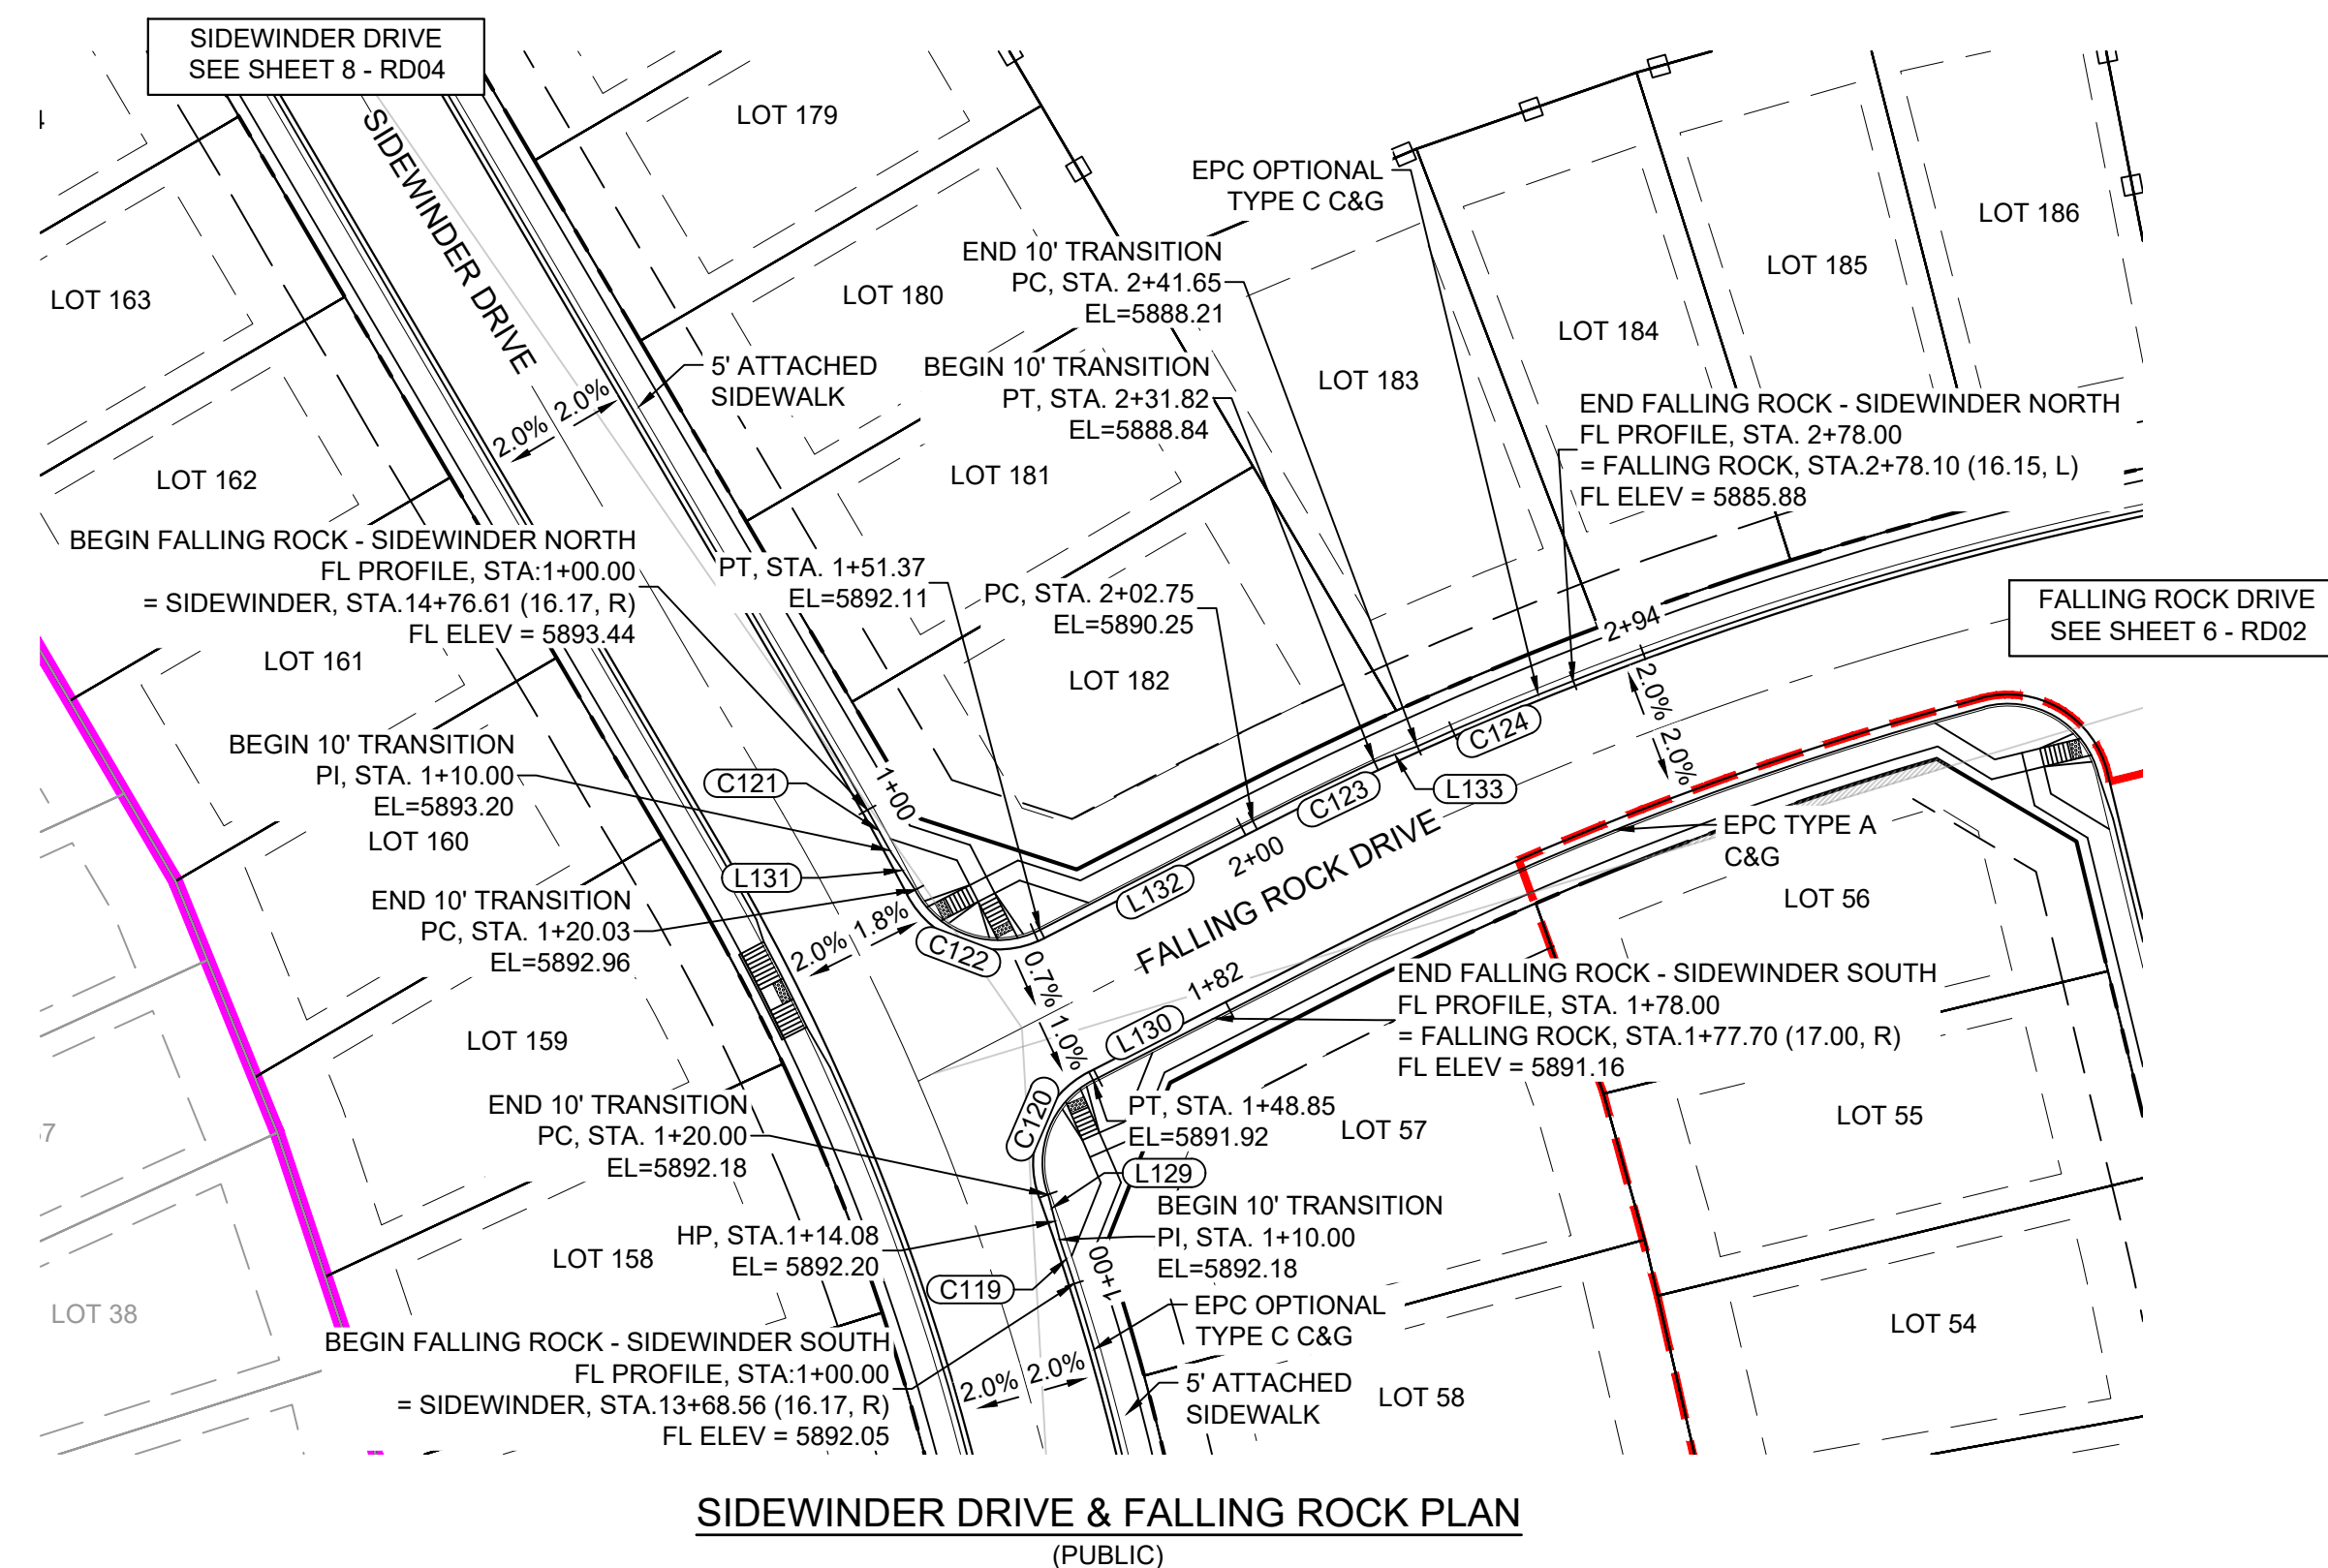 SIDEWINDER DRIVE
SEE SHEET 8 - RD04
LOT 179
SIDEWINDER DRIVE
EPC OPTIONAL
TYPE C C&G
LOT 186
END 10' TRANSITION
PC, STA. 2+41.65
EL=5888.21
LOT 185
LOT 163
LOT 180
LOT 184
5' ATTACHED
SIDEWALK
BEGIN 10' TRANSITION
PT, STA. 2+31.82
EL=5888.84
LOT 183
2.0% 2.0%
END FALLING ROCK - SIDEWINDER NORTH
FL PROFILE, STA. 2+78.00
= FALLING ROCK, STA.2+78.10 (16.15, L)
FL ELEV = 5885.88
LOT 162
LOT 181
BEGIN FALLING ROCK - SIDEWINDER NORTH
FL PROFILE, STA:1+00.00
= SIDEWINDER, STA.14+76.61 (16.17, R)
FL ELEV = 5893.44
PT, STA. 1+51.37
EL=5892.11
PC, STA. 2+02.75
EL=5890.25
2+94
FALLING ROCK DRIVE
SEE SHEET 6 - RD02
LOT 161
LOT 182
2.0% 2.0%
BEGIN 10' TRANSITION
PI, STA. 1+10.00
EL=5893.20
C121
1+00
C124
L133
C123
LOT 160
2+00
EPC TYPE A
C&G
L131
L132
FALLING ROCK DRIVE
LOT 56
END 10' TRANSITION
PC, STA. 1+20.03
EL=5892.96
2.0% 1.8%
C122
0.7% 1.0%
1+82
END FALLING ROCK - SIDEWINDER SOUTH
FL PROFILE, STA. 1+78.00
= FALLING ROCK, STA.1+77.70 (17.00, R)
FL ELEV = 5891.16
LOT 159
L130
END 10' TRANSITION
PC, STA. 1+20.00
EL=5892.18
C120
PT, STA. 1+48.85
EL=5891.92
LOT 57
LOT 55
L129
BEGIN 10' TRANSITION
PI, STA. 1+10.00
EL=5892.18
HP, STA.1+14.08
EL= 5892.20
LOT 158
1+00
C119
LOT 38
EPC OPTIONAL
TYPE C C&G
LOT 54
BEGIN FALLING ROCK - SIDEWINDER SOUTH
FL PROFILE, STA:1+00.00
= SIDEWINDER, STA.13+68.56 (16.17, R)
FL ELEV = 5892.05
2.0% 2.0%
5' ATTACHED
SIDEWALK
LOT 58
SIDEWINDER DRIVE & FALLING ROCK PLAN
(PUBLIC)